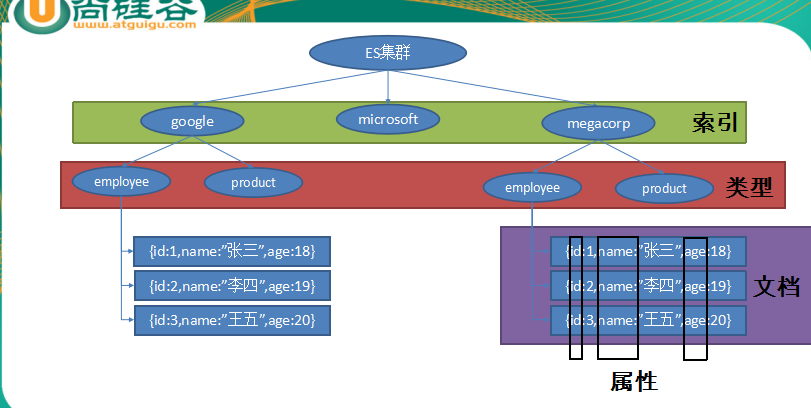 尚硅谷
www.atguigu.com
ES集群
google
microsoft
megacorp
索引
employee
product
employee
product
类型
{id:1,name:"张三",age:18}
{id:1,name:"张三",age:18}
{id:2,name:"李四",age:19}
{id:2,name:"李四",age:19}
文档
{id:3,name:"王五",age:20}
{id:3,name:"王五",age:20}
属性